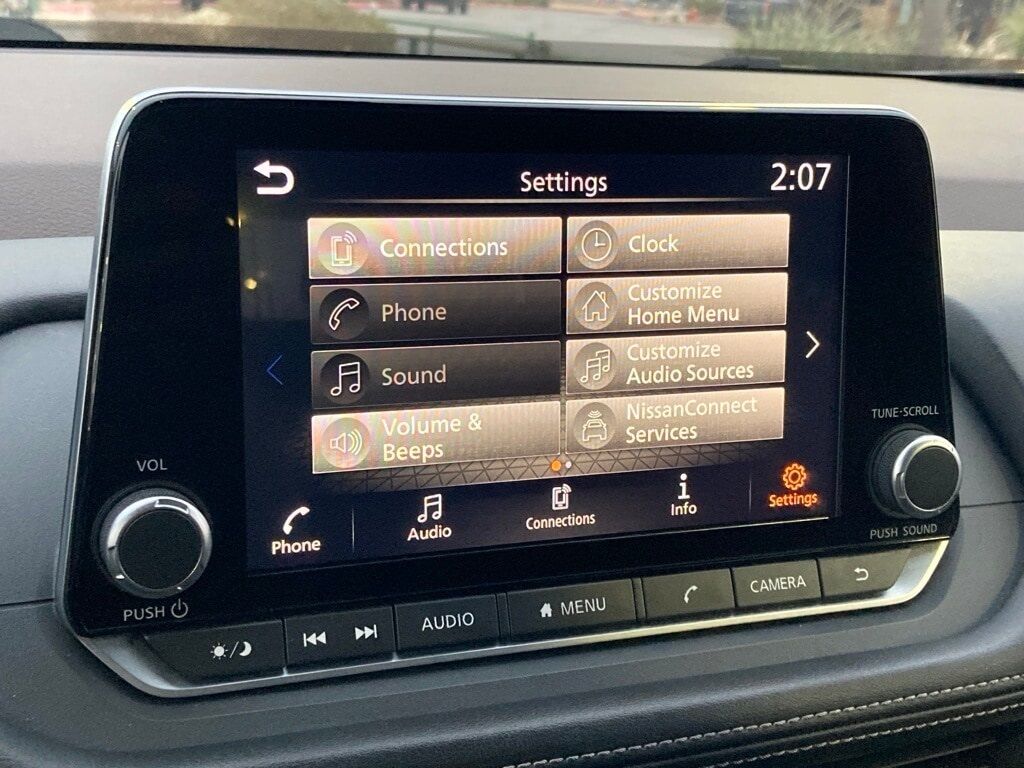 Settings
2:07
Connections
Clock
Phone
Customize
Home Menu
Sound
Customize
Audio Sources
Volume &
Beeps
NissanConnect
Services
Phone
Audio
Connections
Info
Settings
VOL
PUSH
TUNE·SCROLL
PUSH SOUND
AUDIO
MENU
CAMERA